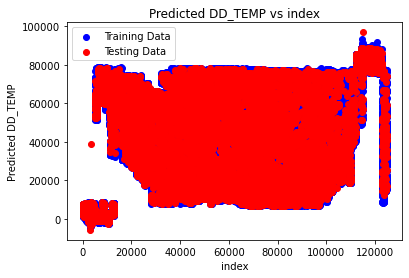 Predicted DD_TEMP vs index
100000
80000
60000
40000
20000
0
Predicted DD_TEMP
Training Data
Testing Data
0 20000 40000 60000 80000 100000 120000
index